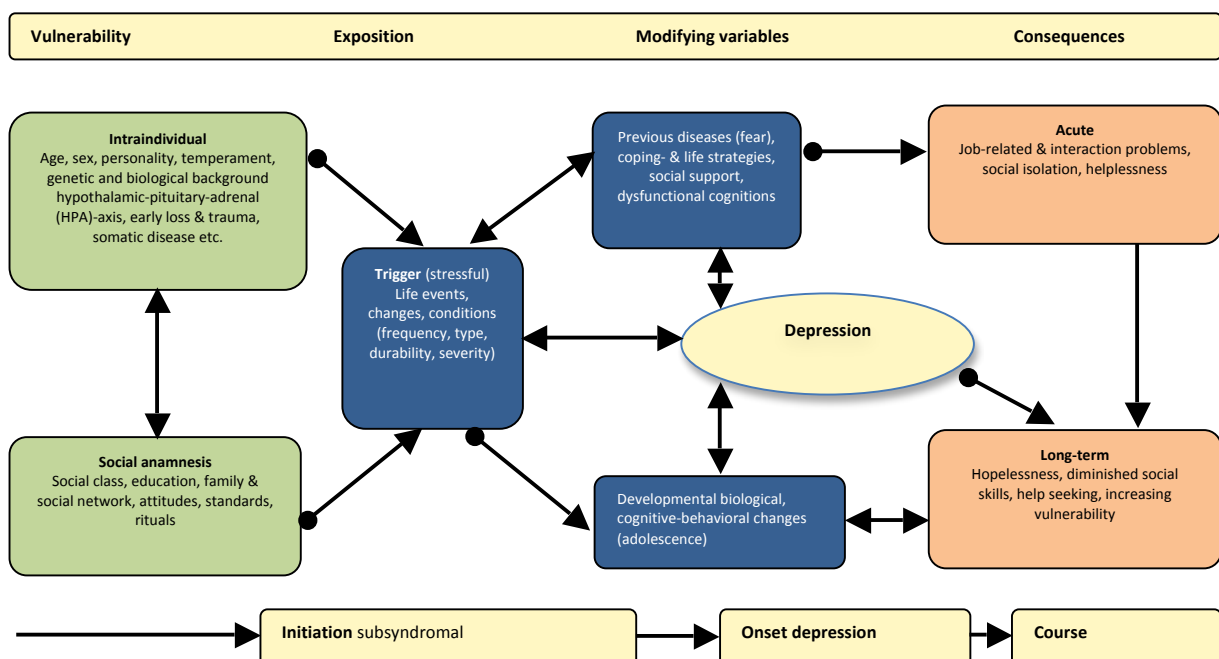 Vulnerability Exposition Modifying variables Consequences
Intraindividual
Age, sex, personality, temperament,
genetic and biological background
hypothalamic-pituitary-adrenal
(HPA)-axis, early loss & trauma,
somatic disease etc.
Previous diseases (fear),
coping- & life strategies,
social support,
dysfunctional cognitions
Acute
Job-related & interaction problems,
social isolation, helplessness
Trigger (stressful)
Life events,
changes, conditions
(frequency, type,
durability, severity)
Depression
Social anamnesis
Social class, education, family &
social network, attitudes, standards,
rituals
Developmental biological,
cognitive-behavioral changes
(adolescence)
Long-term
Hopelessness, diminished social
skills, help seeking, increasing
vulnerability
Initiation subsyndromal
Onset depression
Course